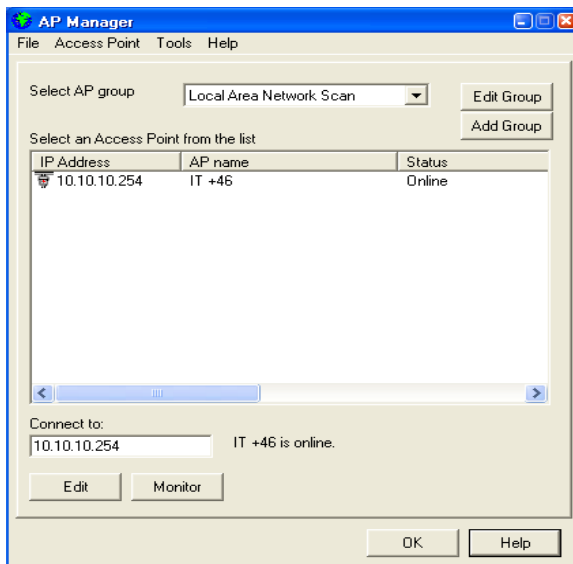 AP Manager
File Access Point Tools Help
Select AP group
Local Area Network Scan
Edit Group
Add Group
Select an Access Point from the list
IP Address AP name Status
10.10.10.254 IT +46 Online
Connect to:
10.10.10.254 IT +46 is online.
Edit Monitor
OK Help